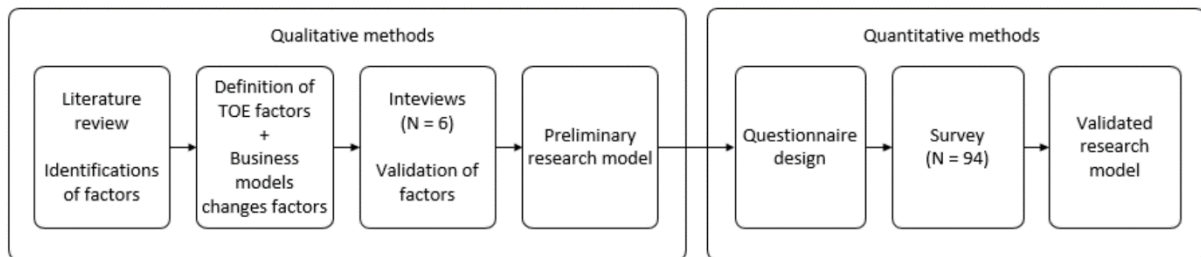 Qualitative methods
Literature
review
Identifications
of factors
Definition of
TOE factors
+
Business
models
changes factors
Inteviews
(N = 6)
Validation of
factors
Preliminary
research model
Quantitative methods
Questionnaire
design
Survey
(N = 94)
Validated
research
model